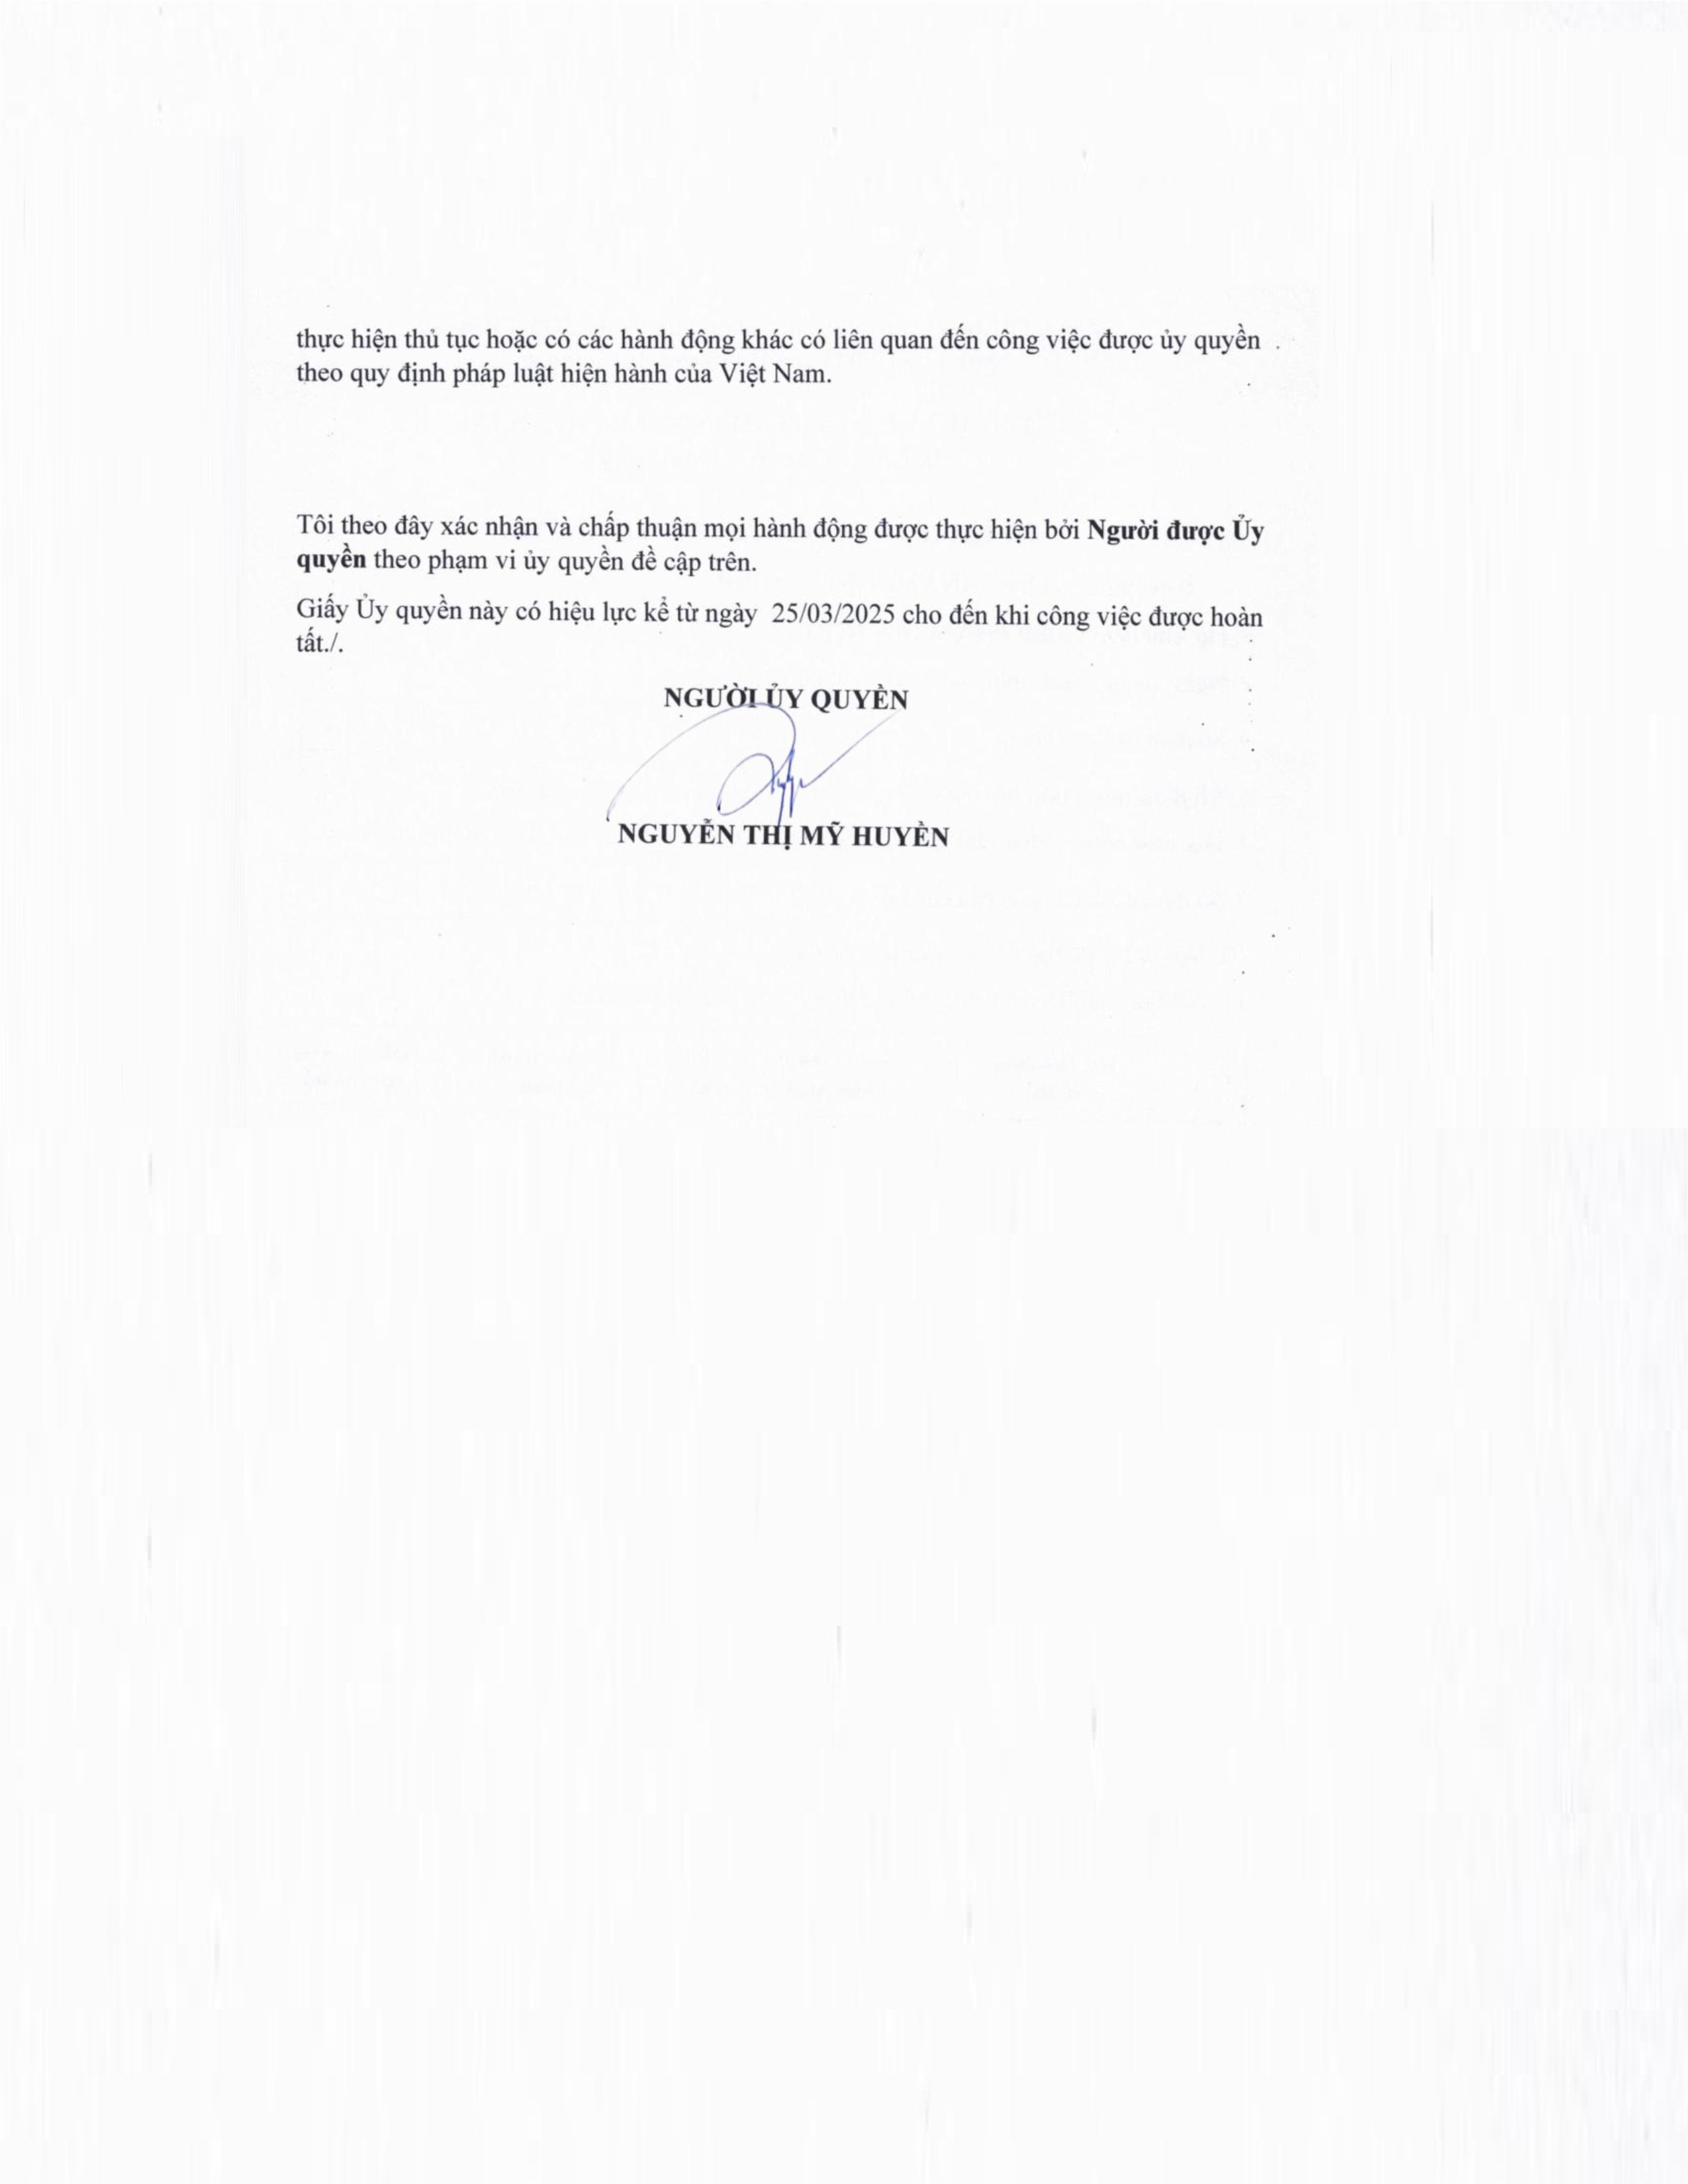 thực hiện thủ tục hoặc có các hành động khác có liên quan đến công việc được ủy quyền
theo quy định pháp luật hiện hành của Việt Nam.
Tôi theo đây xác nhận và chấp thuận mọi hành động được thực hiện bởi Người được Ủy
quyền theo phạm vi ủy quyền đề cập trên.
Giấy Ủy quyền này có hiệu lực kể từ ngày 25/03/2025 cho đến khi công việc được hoàn
tất./.
NGƯỜI ỦY QUYỀN
NGUYỄN THỊ MỸ HUYỀN